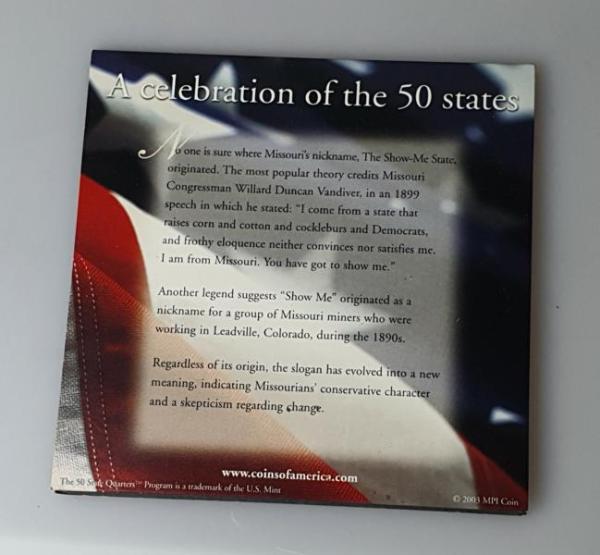 A celebration of the 50 states
No one is sure where Missouri's nickname, The Show-Me State,
originated. The most popular theory credits Missouri
Congressman Willard Duncan Vandiver, in an 1899
speech in which he stated: "I come from a state that
raises corn and cotton and cockleburs and Democrats,
and frothy eloquence neither convinces nor satisfies me.
I am from Missouri. You have got to show me."
Another legend suggests "Show Me" originated as a
nickname for a group of Missouri miners who were
working in Leadville, Colorado, during the 1890s.
Regardless of its origin, the slogan has evolved into a new
meaning, indicating Missourians' conservative character
and a skepticism regarding change.
www.coinsofamerica.com
The 50 State Quarters™ Program is a trademark of the U.S. Mint
© 2003 MPI Coin